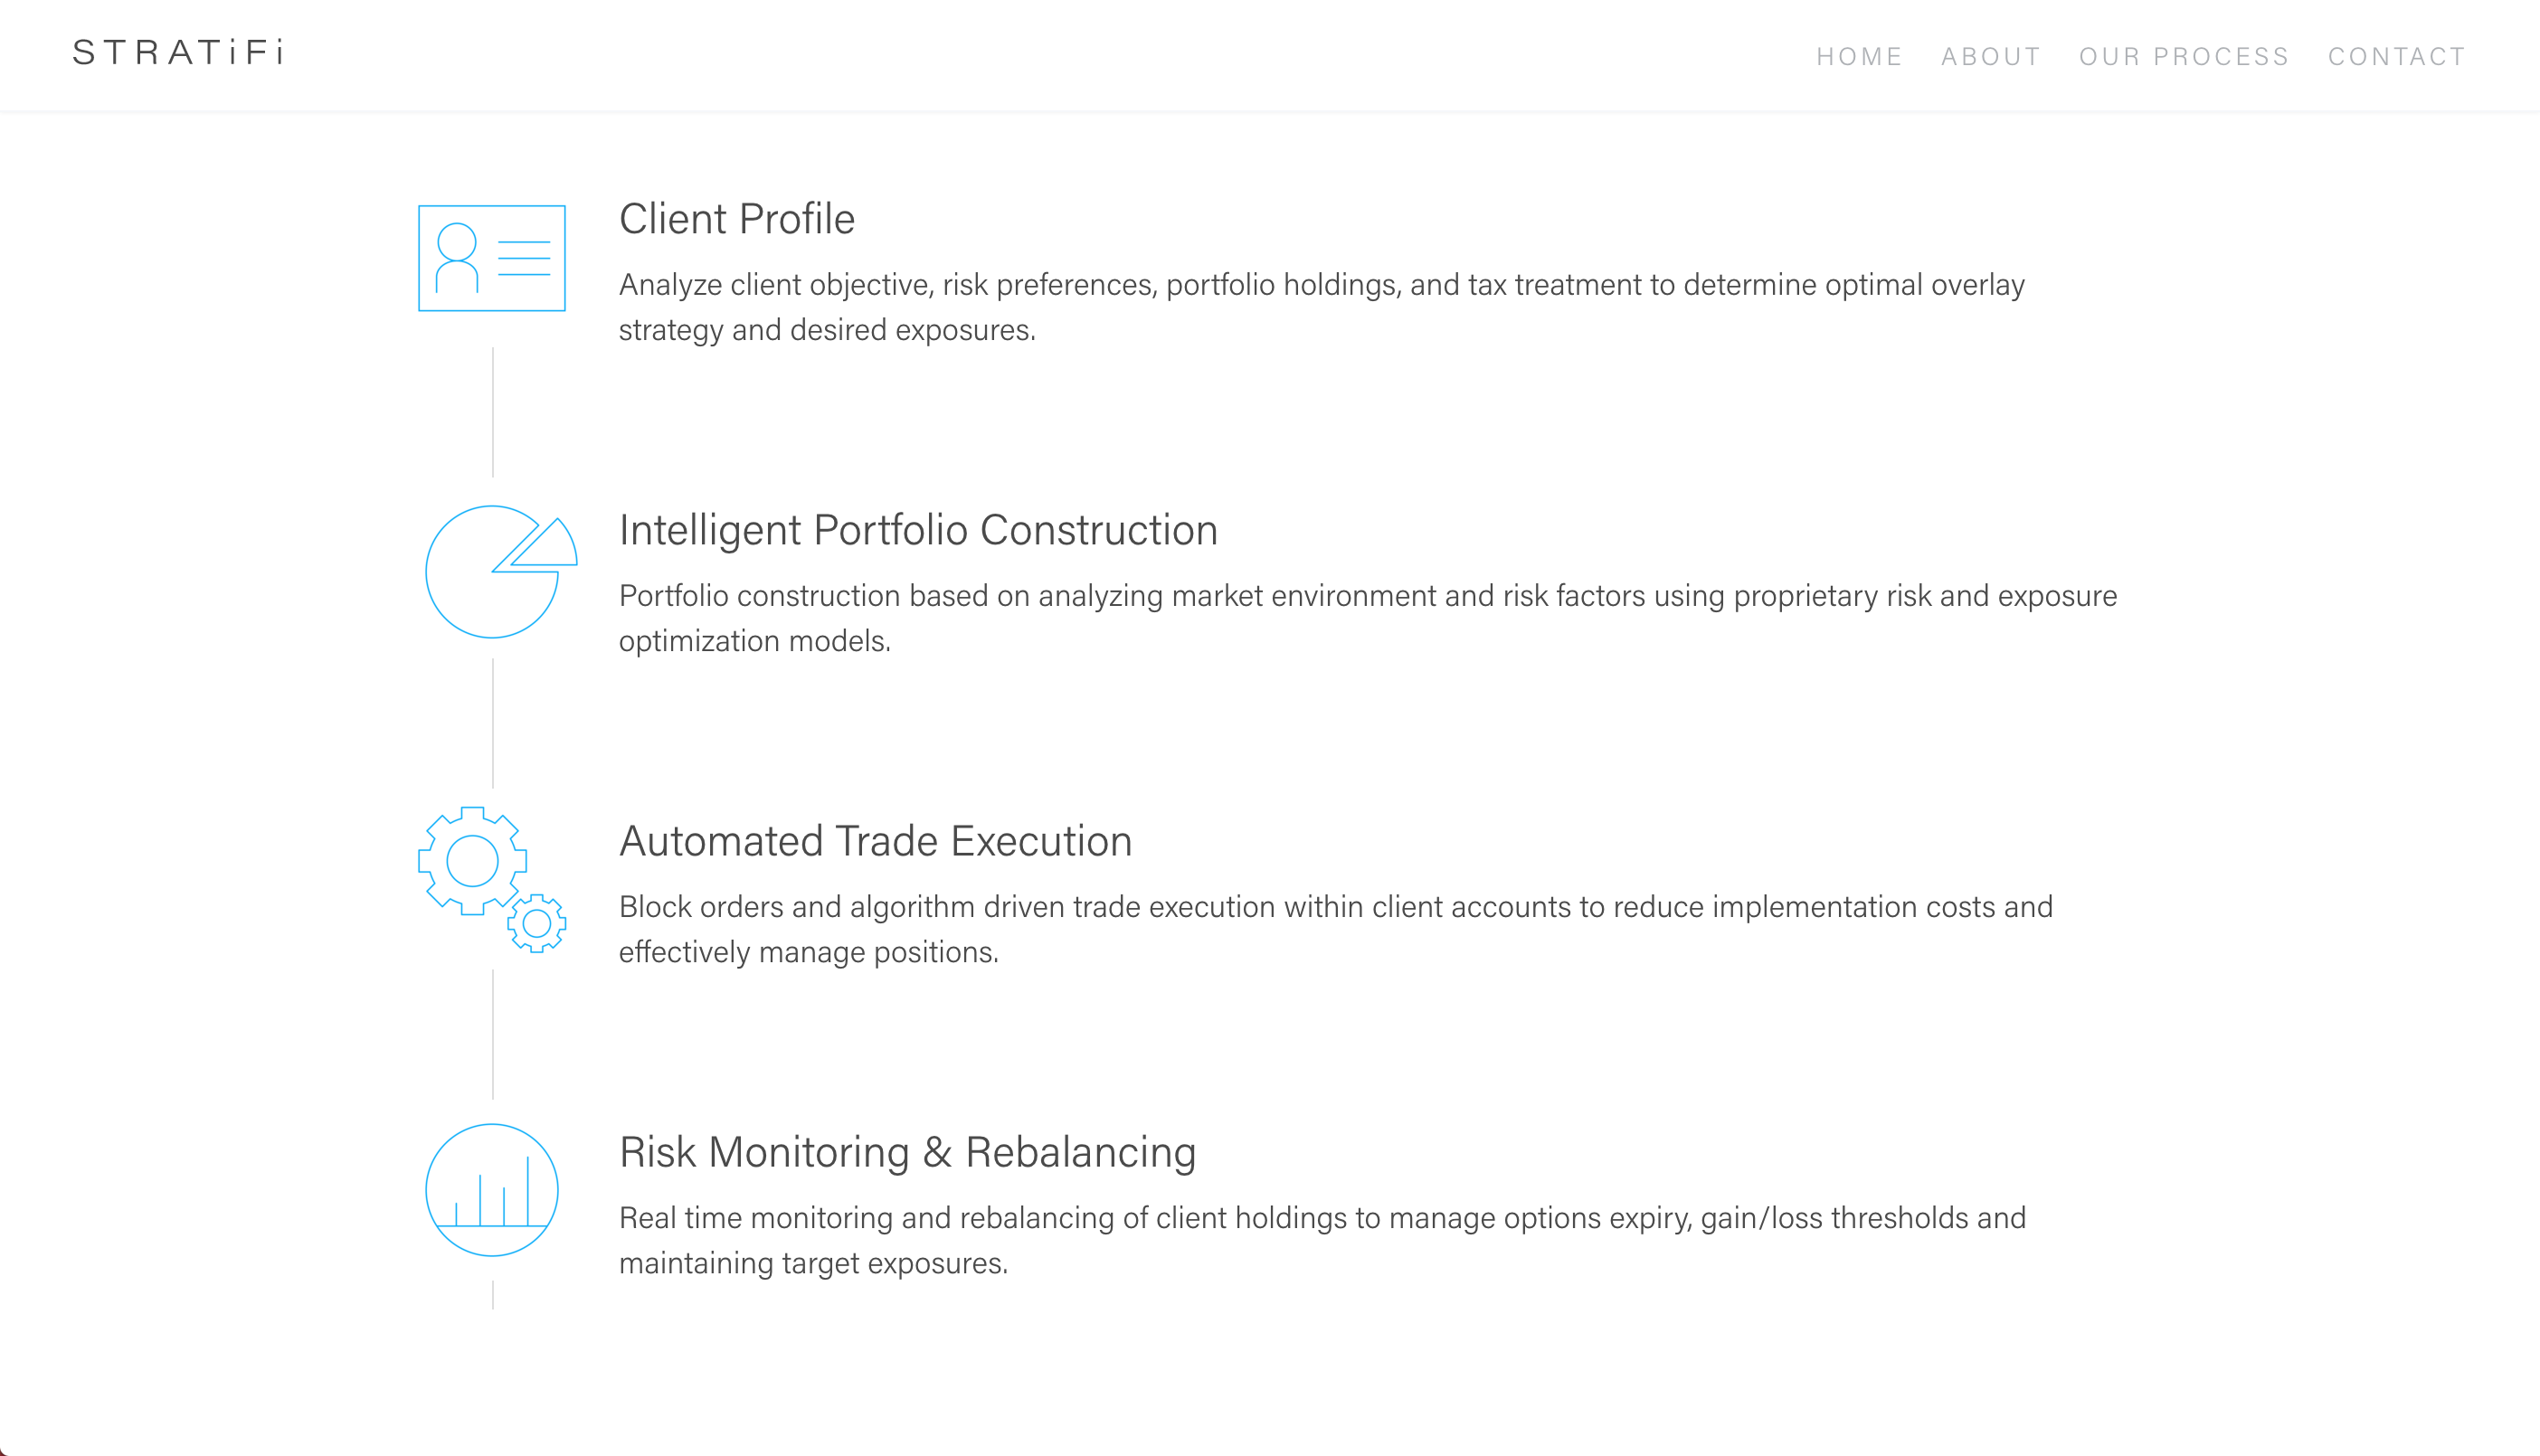 STRATiFi
HOME ABOUT OUR PROCESS CONTACT
Client Profile
Analyze client objective, risk preferences, portfolio holdings, and tax treatment to determine optimal overlay
strategy and desired exposures.
Intelligent Portfolio Construction
Portfolio construction based on analyzing market environment and risk factors using proprietary risk and exposure
optimization models.
Automated Trade Execution
Block orders and algorithm driven trade execution within client accounts to reduce implementation costs and
effectively manage positions.
Risk Monitoring & Rebalancing
Real time monitoring and rebalancing of client holdings to manage options expiry, gain/loss thresholds and
maintaining target exposures.